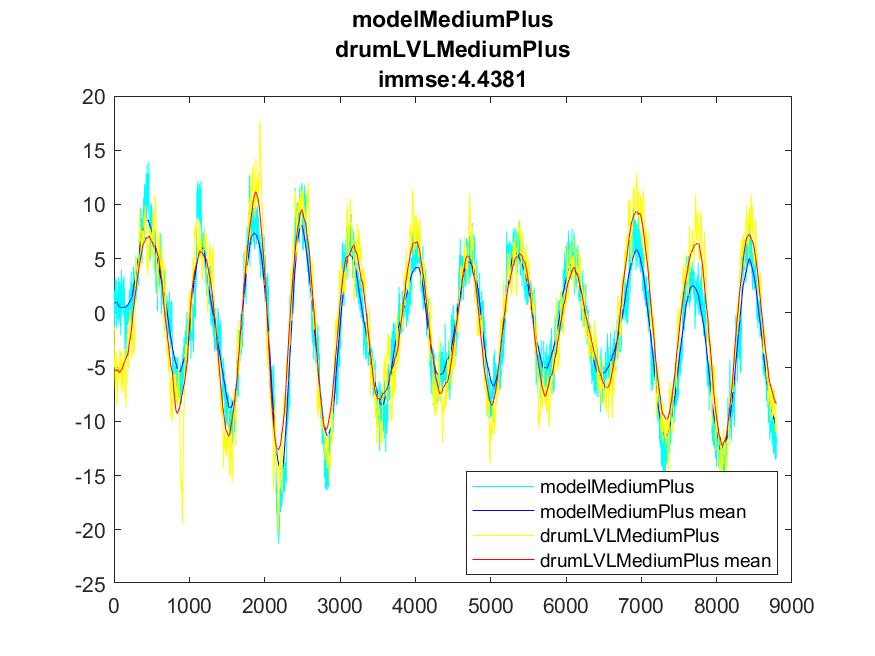 modelMediumPlus
drumLVLMediumPlus
immse:4.4381
20
15
10
5
0
-5
-10
-15
-20
-25
modelMediumPlus
modelMediumPlus mean
drumLVLMediumPlus
drumLVLMediumPlus mean
0 1000 2000 3000 4000 5000 6000 7000 8000 9000